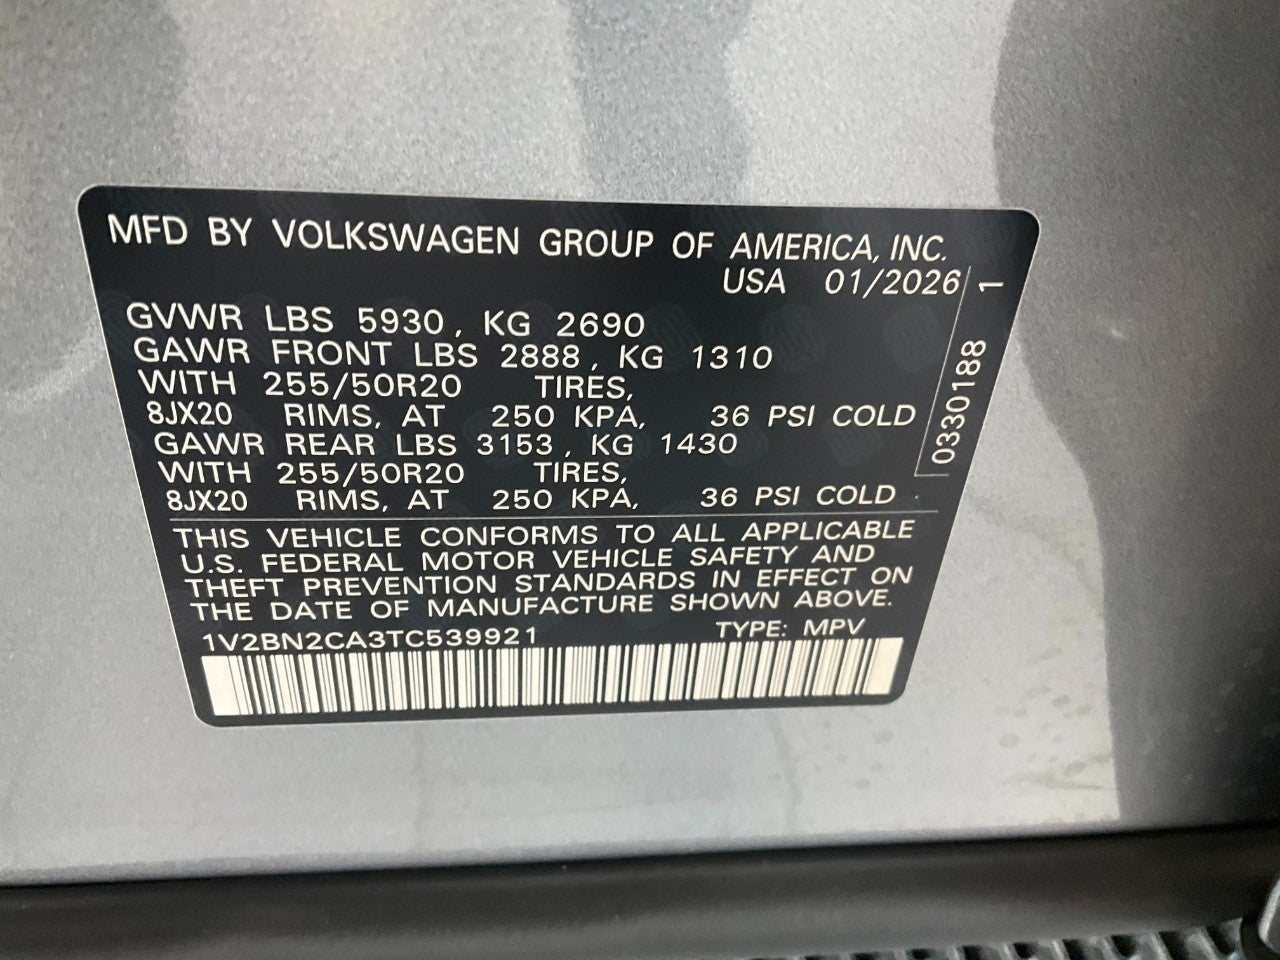 MFD BY VOLKSWAGEN GROUP OF AMERICA, INC.
USA 01/2026
GVWR LBS 5930, KG 2690
GAWR FRONT LBS 2888, KG 1310
WITH 255/50R20 TIRES,
8JX20 RIMS, AT 250 KPA, 36 PSI COLD
GAWR REAR LBS 3153, KG 1430
WITH 255/50R20 TIRES,
8JX20 RIMS, AT 250 KPA, 36 PSI COLD
0330188 1
THIS VEHICLE CONFORMS TO ALL APPLICABLE
U.S. FEDERAL MOTOR VEHICLE SAFETY AND
THEFT PREVENTION STANDARDS IN EFFECT ON
THE DATE OF MANUFACTURE SHOWN ABOVE.
1V2BN2CA3TC539921 TYPE: MPV